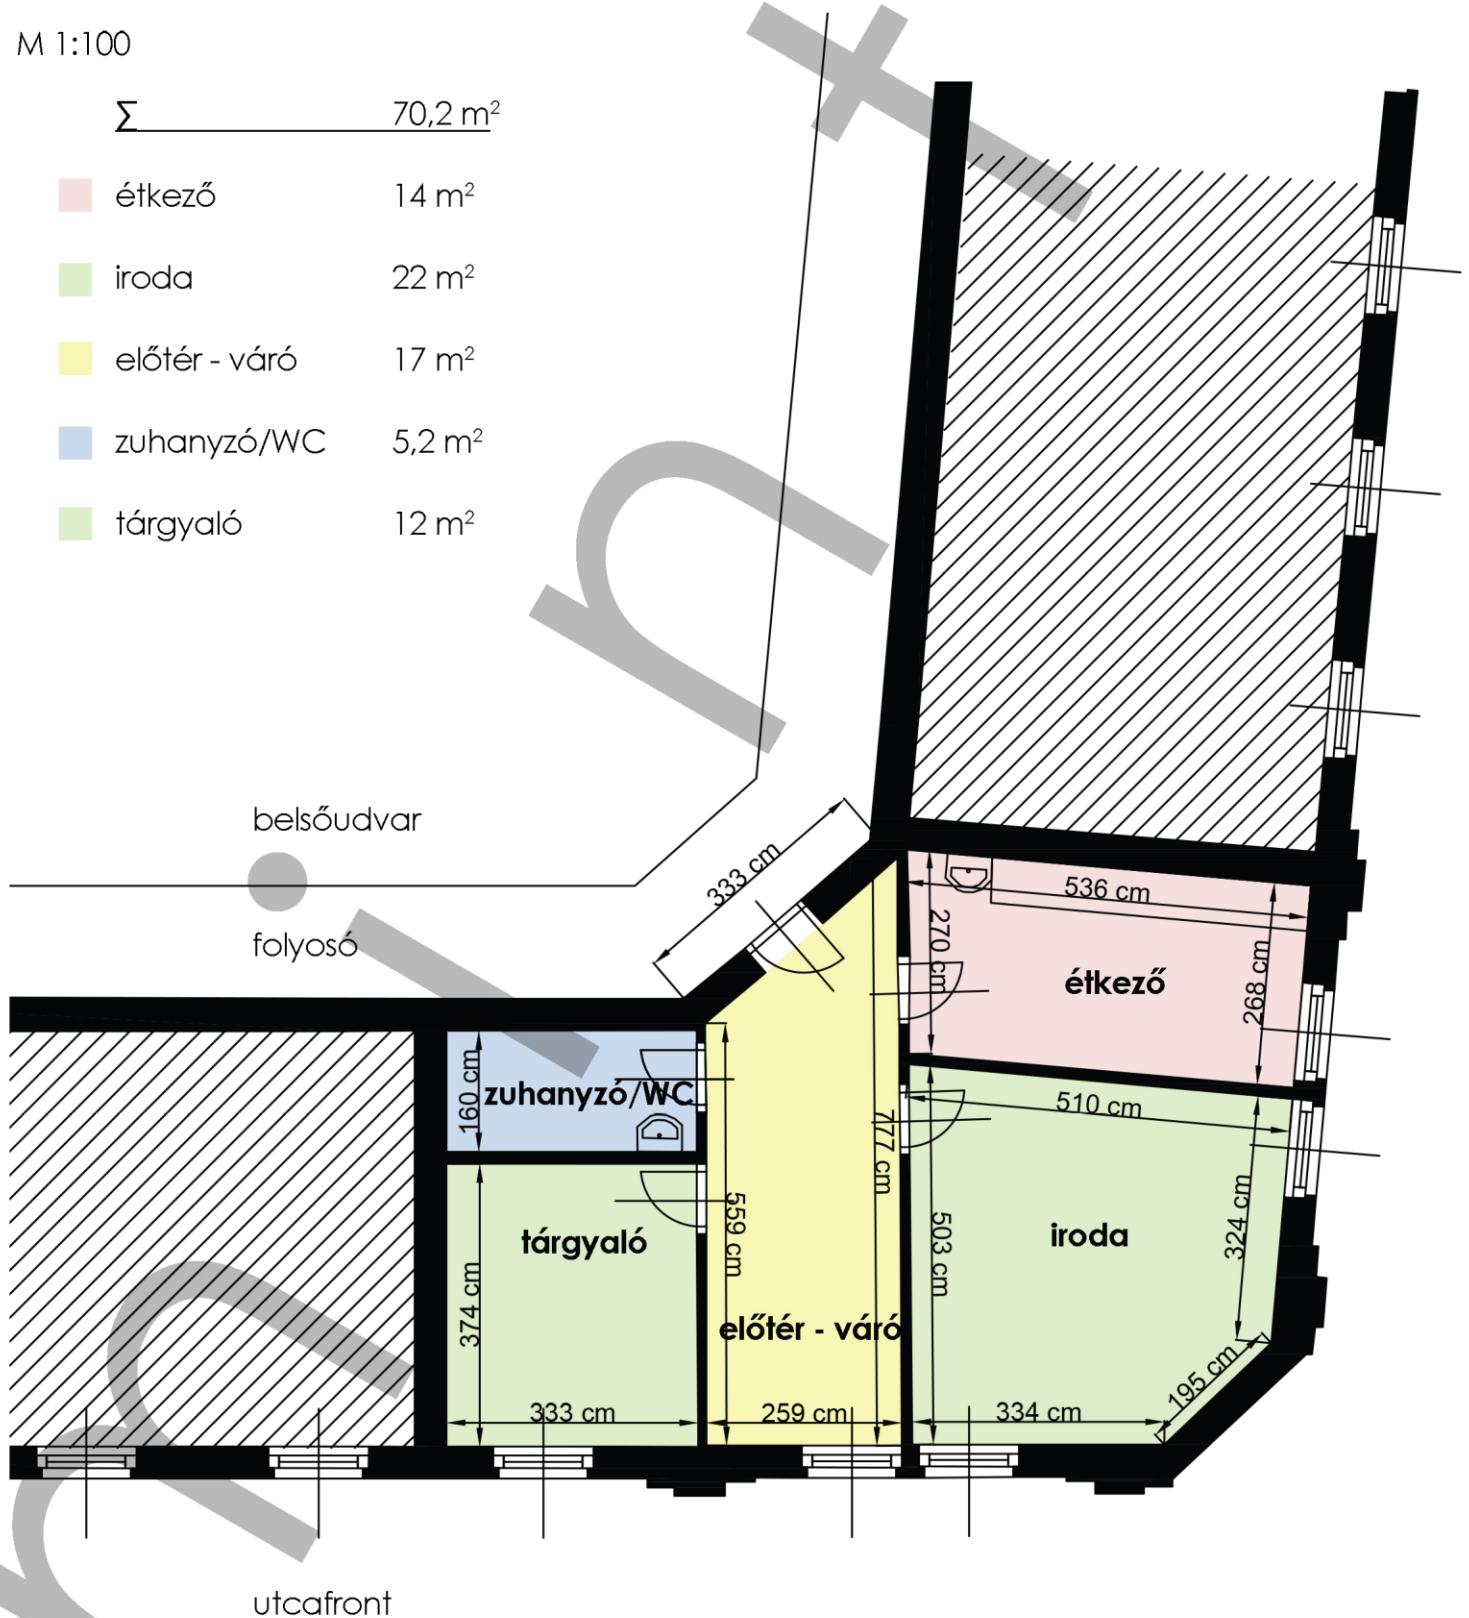 M 1:100
∑ 70,2 m²
étkező 14 m²
iroda 22 m²
előtér - váró 17 m²
zuhanyzó/WC 5,2 m²
tárgyaló 12 m²
belsőudvar
folyosó
333 cm
536 cm
270 cm
étkező
268 cm
160 cm
zuhanyzó/WC
510 cm
777 cm
559 cm
503 cm
324 cm
iroda
tárgyaló
374 cm
előtér - váró
195 cm
333 cm
259 cm
334 cm
utcafront